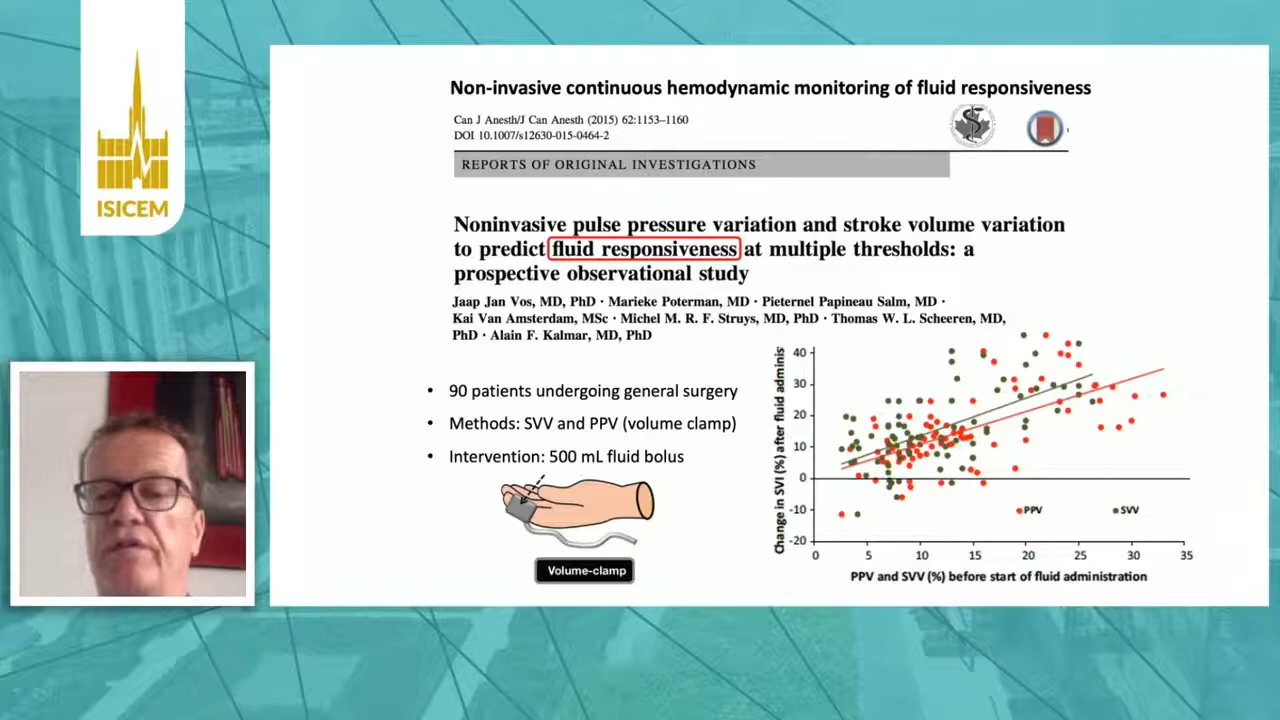 ISICEM
Non-invasive continuous hemodynamic monitoring of fluid responsiveness
Can J Anesth/J Can Anesth (2015) 62:1153–1160
DOI 10.1007/s12630-015-0464-2
REPORTS OF ORIGINAL INVESTIGATIONS
Noninvasive pulse pressure variation and stroke volume variation
to predict fluid responsiveness at multiple thresholds: a
prospective observational study
Jaap Jan Vos, MD, PhD · Marieke Poterman, MD · Pieternel Papineau Salm, MD ·
Kai Van Amsterdam, MSc · Michel M. R. F. Struys, MD, PhD · Thomas W. L. Scheeren, MD,
PhD · Alain F. Kalmar, MD, PhD
• 90 patients undergoing general surgery
• Methods: SVV and PPV (volume clamp)
• Intervention: 500 mL fluid bolus
Volume-clamp
Change in SVI (%) after fluid adminis
40
30
20
10
0
-10
-20
PPV
SVV
0 5 10 15 20 25 30 35
PPV and SVV (%) before start of fluid administration